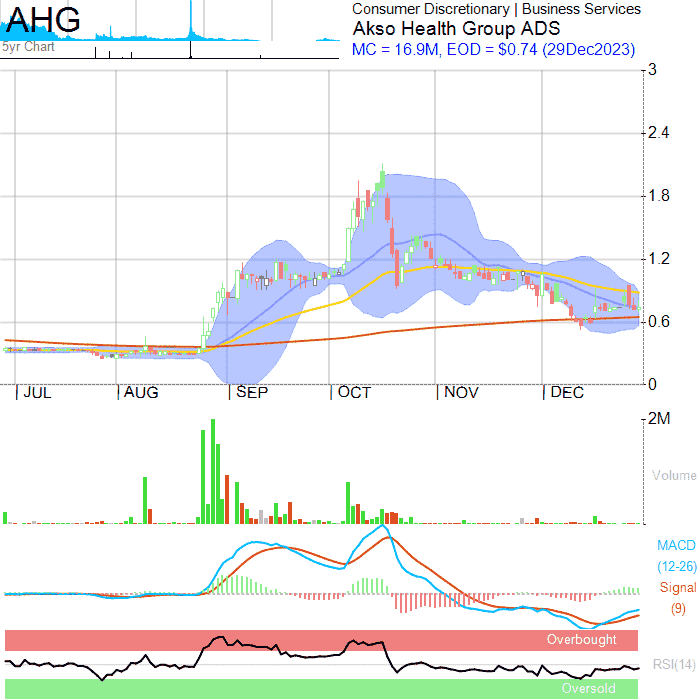 AHG
5yr Chart
Consumer Discretionary | Business Services
Akso Health Group ADS
MC = 16.9M, EOD = $0.74 (29Dec2023)
3
2.4
1.8
1.2
0.6
0
JUL AUG SEP OCT NOV DEC
2M
Volume
MACD
(12-26)
Signal
(9)
Overbought
RSI(14)
Oversold